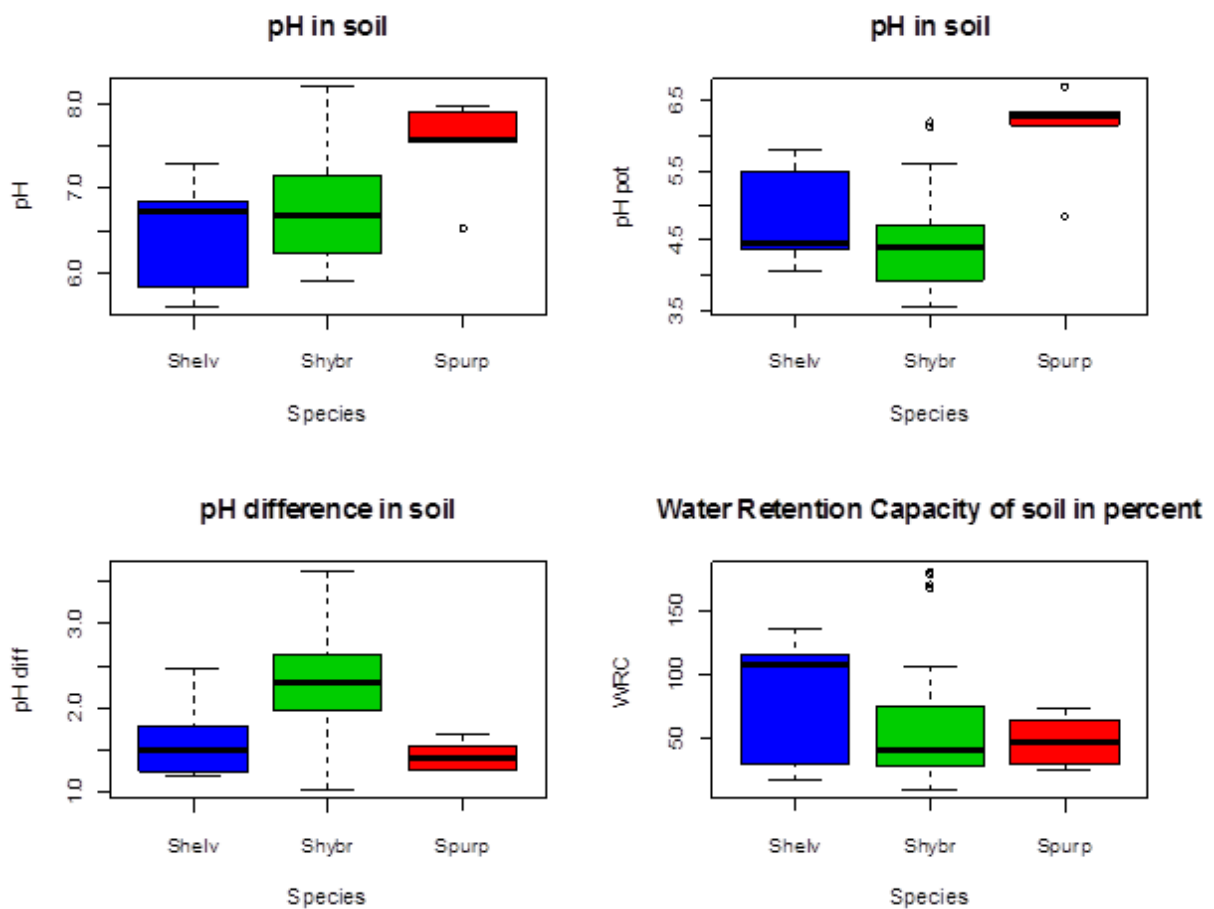 pH in soil
pH
8.0
7.0
6.0
Shelv Shybr Spurp
Species
pH in soil
pH pot
6.5
5.5
4.5
3.5
Shelv Shybr Spurp
Species
pH difference in soil
pH diff
3.0
2.0
1.0
Shelv Shybr Spurp
Species
Water Retention Capacity of soil in percent
WRC
150
100
50
Shelv Shybr Spurp
Species